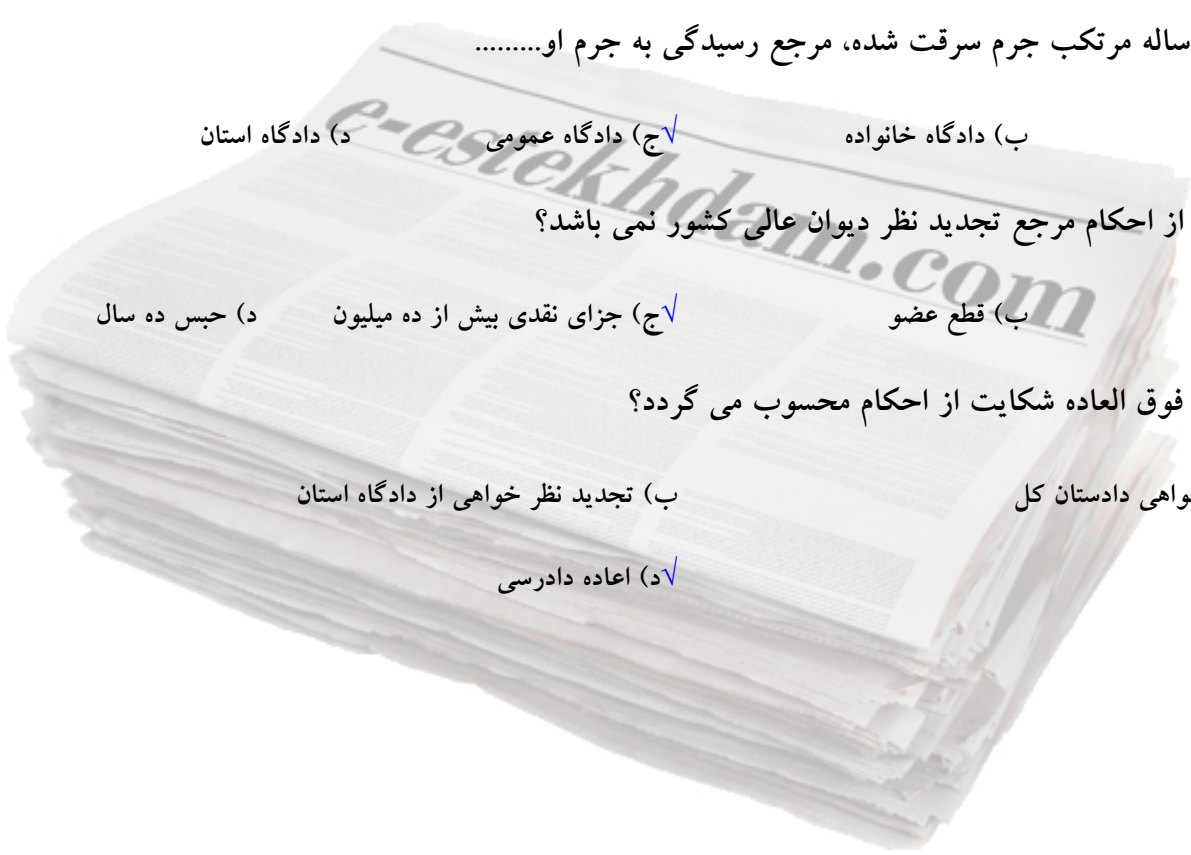 ساله مرتکب جرم سرقت شده، مرجع رسیدگی به جرم او.........
ب) دادگاه خانواده √ج) دادگاه عمومی د) دادگاه استان
e-estekhdam.com
از احکام مرجع تجدید نظر دیوان عالی کشور نمی باشد؟
ب) قطع عضو √ج) جزای نقدی بیش از ده میلیون د) حبس ده سال
فوق العاده شکایت از احکام محسوب می گردد؟
واهی دادستان کل ب) تجدید نظر خواهی از دادگاه استان
√د) اعاده دادرسی